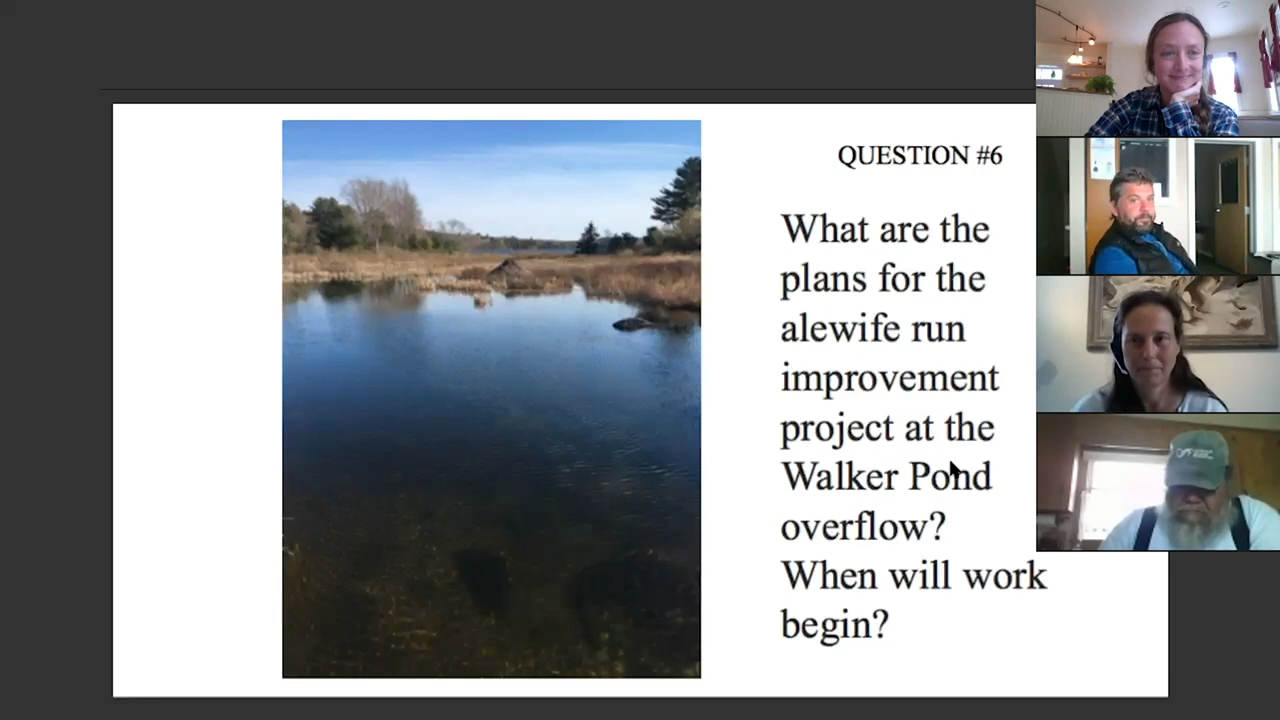 QUESTION #6
What are the
plans for the
alewife run
improvement
project at the
Walker Pond
overflow?
When will work
begin?